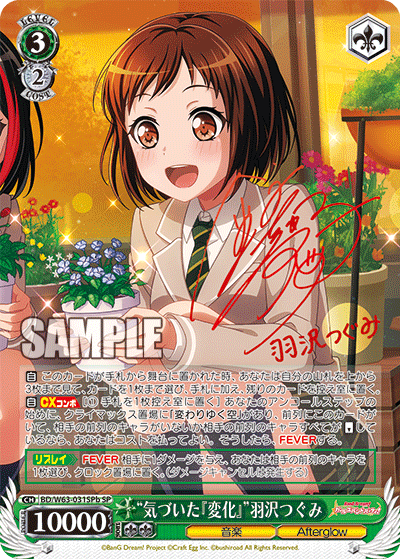 LEVEL
3
2
COST
SAMPLE
羽沢つぐみ
【自】 このカードが手札から舞台に置かれた時、あなたは自分の山札を上から
3枚まで見て、カードを1枚まで選び、手札に加え、残りのカードを控え室に置く。
【自】 CXコンボ [(1) 手札を1枚控え室に置く] あなたのアンコールステップの
始めに、クライマックス置場に「変わりゆく空」があり、前列にこのカードがい
て、相手の前列のキャラがいないか相手の前列のキャラすべてが
なら、あなたはコストを払ってよい。そうしたら、FEVERする。
リプレイ FEVER 相手に1ダメージを与え、あなたは相手の前列のキャラを
1枚選び、クロック置場に置く。(ダメージキャンセルは発生する)
CH BD/W63-031SPb SP
"気づいた『変化』"羽沢つぐみ
10000
音楽
Afterglow
©BanG Dream! Project ©Craft Egg Inc. ©bushiroad All Rights Reserved.